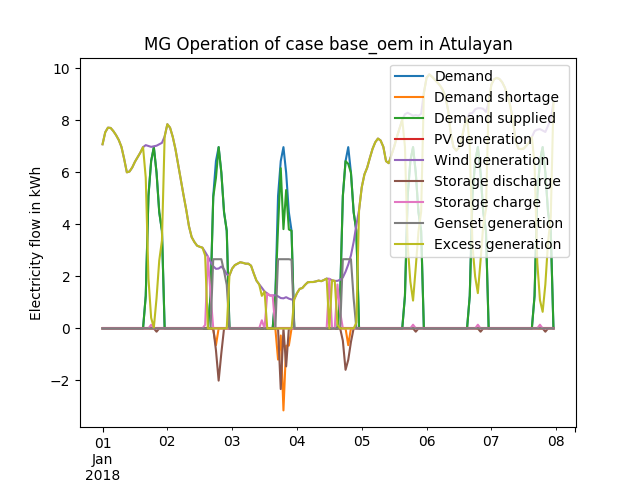 MG Operation of case base_oem in Atulayan
Electricity flow in kWh
10
8
6
4
2
0
−2
Demand
Demand shortage
Demand supplied
PV generation
Wind generation
Storage discharge
Storage charge
Genset generation
Excess generation
01 02 03 04 05 06 07 08
Jan
2018